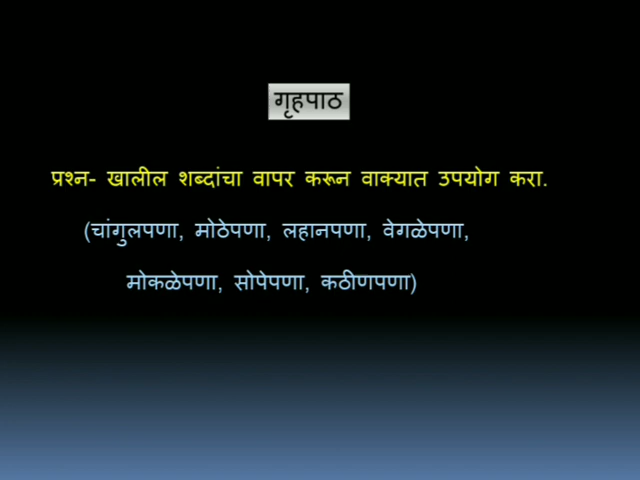 गृहपाठ
प्रश्न- खालील शब्दांचा वापर करून वाक्यात उपयोग करा.
(चांगुलपणा, मोठेपणा, लहानपणा, वेगळेपणा,
मोकळेपणा, सोपेपणा, कठीणपणा)